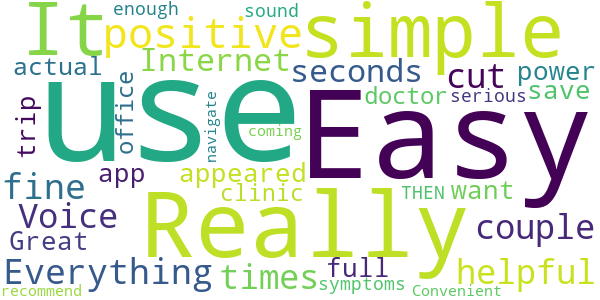 enough sound
It positive simple
Internet
actual seconds cut power
use Easy
office doctor serious save
trip navigate coming
app appeared
fine Really clinic THEN want
Voice couple
Great
Everything times full helpful
symptoms
recommend Convenient